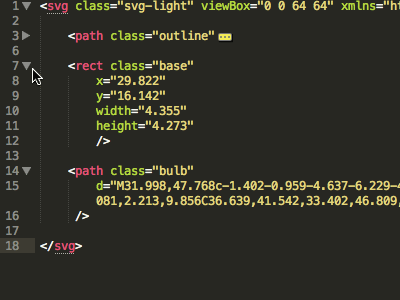 1 <svg class="svg-light" viewBox="0 0 64 64" xmlns="ht
2
3 <path class="outline"
6
7 <rect class="base"
8 x="29.822"
9 y="16.142"
10 width="4.355"
11 height="4.273"
12 />
13
14 <path class="bulb"
15 d="M31.998,47.768c-1.402-0.959-4.637-6.229-
081,2.213,9.856C36.639,41.542,33.402,46.809,
16 />
17
18 </svg>